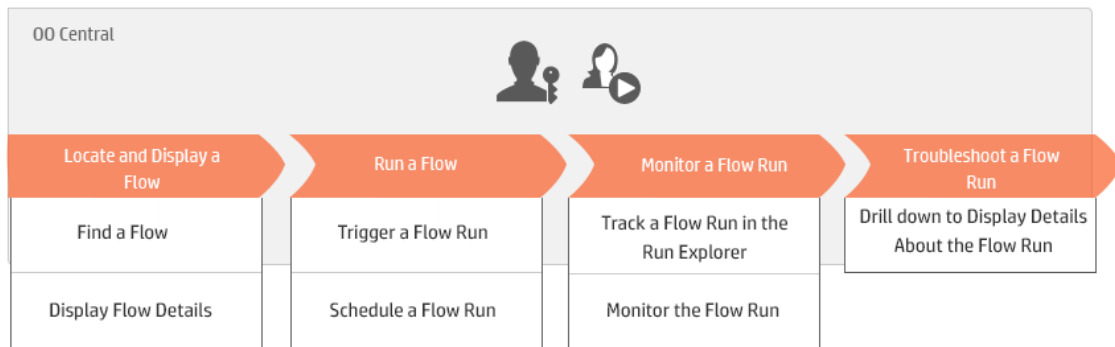 OO Central
Locate and Display a
Flow
Run a Flow
Monitor a Flow Run
Troubleshoot a Flow
Run
Find a Flow
Trigger a Flow Run
Track a Flow Run in the
Run Explorer
Drill down to Display Details
About the Flow Run
Display Flow Details
Schedule a Flow Run
Monitor the Flow Run